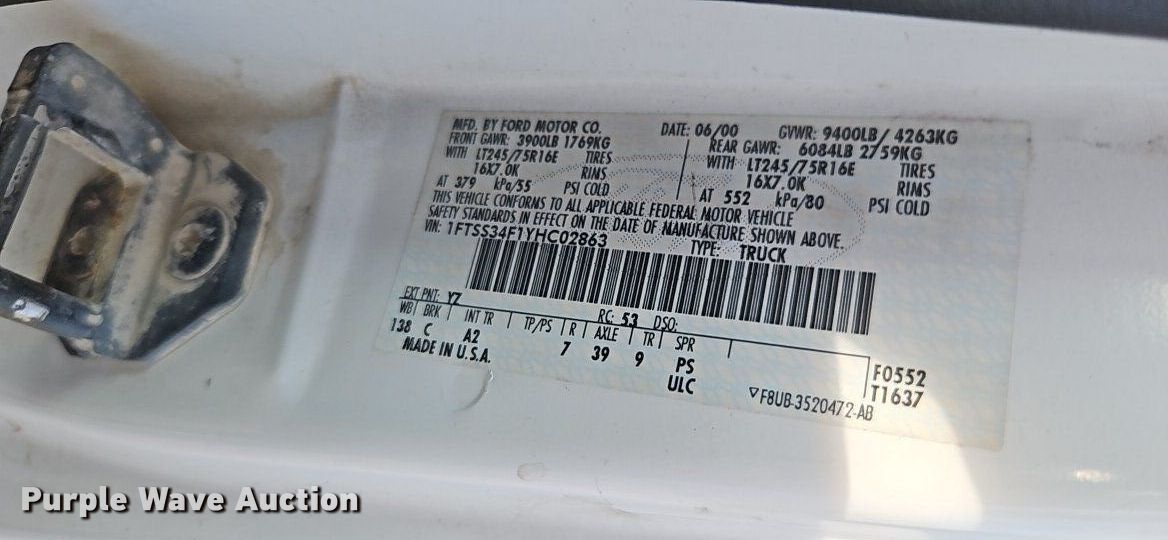 MFD. BY FORD MOTOR CO. DATE: 06/00 GVWR: 9400LB/ 4263KG
FRONT GAWR: 3900LB 1769KG REAR GAWR: 6084LB 2759KG
WITH LT245/75R16E TIRES WITH LT245/75R16E TIRES
16X7.0K RIMS 16X7.0K RIMS
AT 379 kPa/55 PSI COLD AT 552 kPa/80 PSI COLD
THIS VEHICLE CONFORMS TO ALL APPLICABLE FEDERAL MOTOR VEHICLE
SAFETY STANDARDS IN EFFECT ON THE DATE OF MANUFACTURE SHOWN ABOVE.
VIN: 1FTSS34F1YHC02863 TYPE: TRUCK
EXT PNT: YZ RC: 53 DSO:
WB BRK INT TR TP/PS R AXLE TR SPR
138 C A2 7 39 9 PS
MADE IN U.S.A. ULC
F0552
T1637
▽F8UB-3520472-AB
Purple Wave Auction